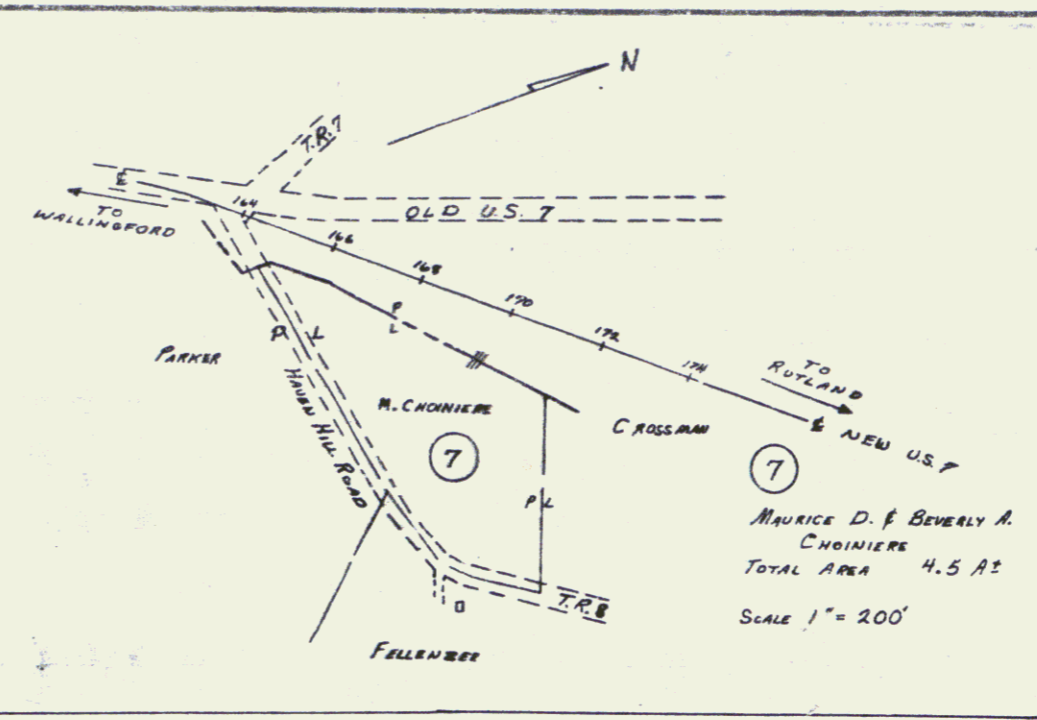 N
T.R. 7
℄
TO
WALLINGFORD
164
OLD U.S. 7
166
168
170
172
174
TO
RUTLAND
℄ NEW U.S. 7
P
L
PARKER
P L
HAVEN HILL ROAD
M. CHOINIERE
7
CROSSMAN
7
P L
MAURICE D. & BEVERLY A.
CHOINIERE
TOTAL AREA 4.5 A±
SCALE 1" = 200'
T.R. 8